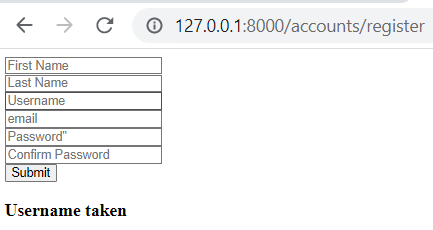 127.0.0.1:8000/accounts/register
First Name
Last Name
Username
email
Password"
Confirm Password
Submit
Username taken